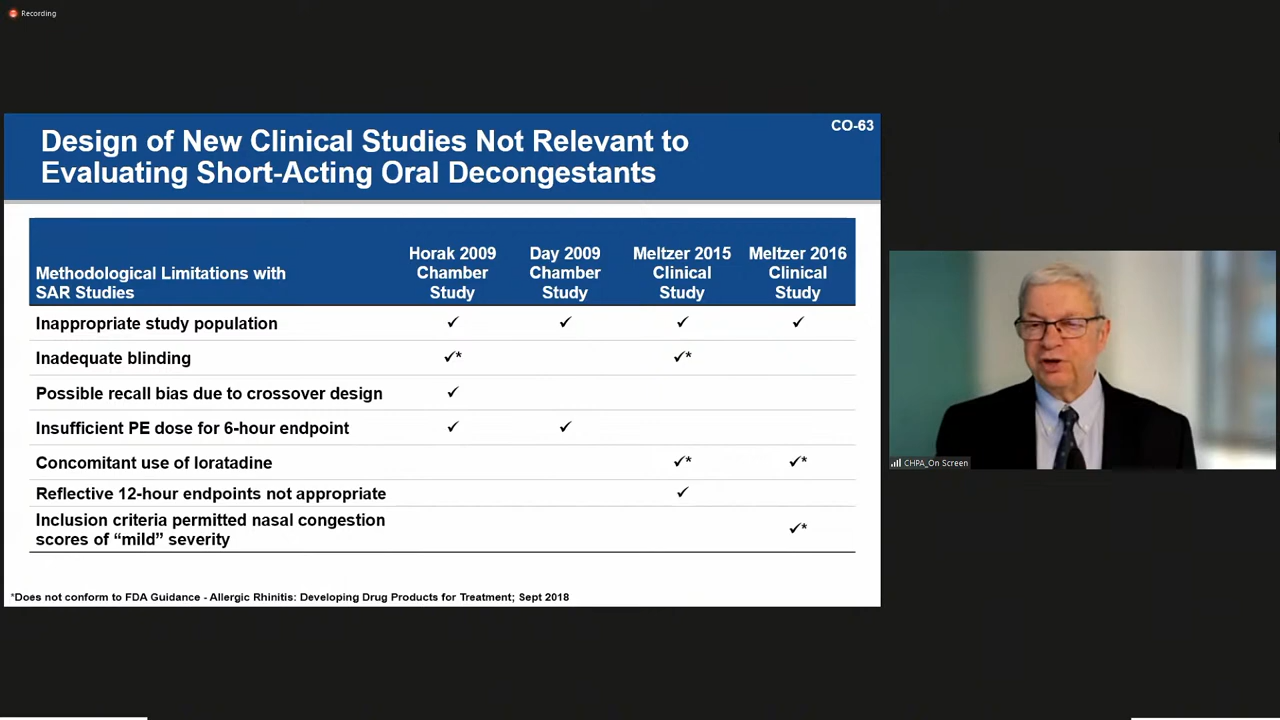 Recording
CO-63
Design of New Clinical Studies Not Relevant to
Evaluating Short-Acting Oral Decongestants
Methodological Limitations with
SAR Studies
Horak 2009
Chamber
Study
Day 2009
Chamber
Study
Meltzer 2015
Clinical
Study
Meltzer 2016
Clinical
Study
Inappropriate study population ✓ ✓ ✓ ✓
Inadequate blinding ✓* ✓*
Possible recall bias due to crossover design ✓
Insufficient PE dose for 6-hour endpoint ✓ ✓
Concomitant use of loratadine ✓* ✓*
Reflective 12-hour endpoints not appropriate ✓
Inclusion criteria permitted nasal congestion
scores of “mild” severity ✓*
*Does not conform to FDA Guidance - Allergic Rhinitis: Developing Drug Products for Treatment; Sept 2018
CHPA_On Screen